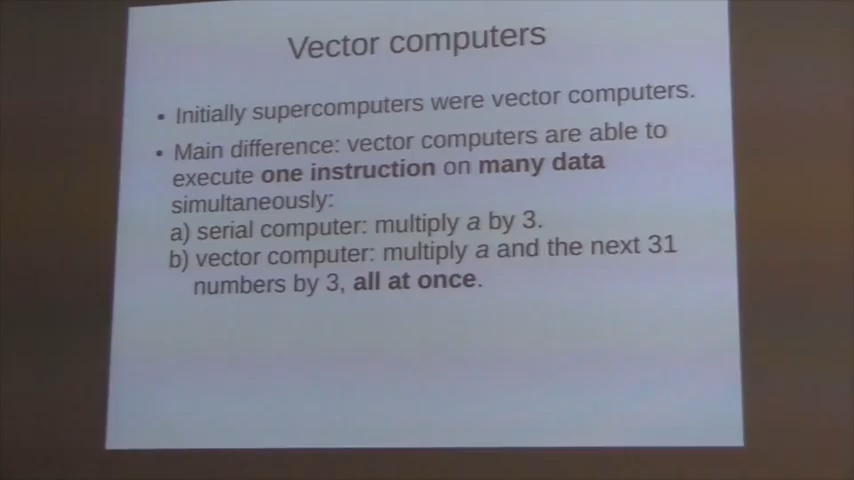 Vector computers
• Initially supercomputers were vector computers.
• Main difference: vector computers are able to
execute one instruction on many data
simultaneously:
a) serial computer: multiply a by 3.
b) vector computer: multiply a and the next 31
numbers by 3, all at once.